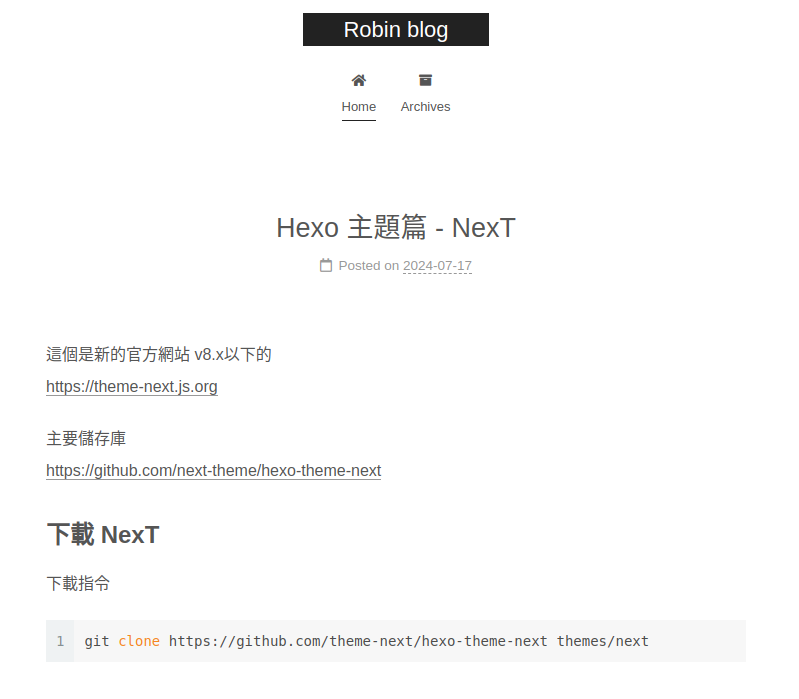 Robin blog
Home
Archives
Hexo 主題篇 - NexT
Posted on 2024-07-17
這個是新的官方網站 v8.x以下的
https://theme-next.js.org
主要儲存庫
https://github.com/next-theme/hexo-theme-next
下載 NexT
下載指令
1 git clone https://github.com/theme-next/hexo-theme-next themes/next